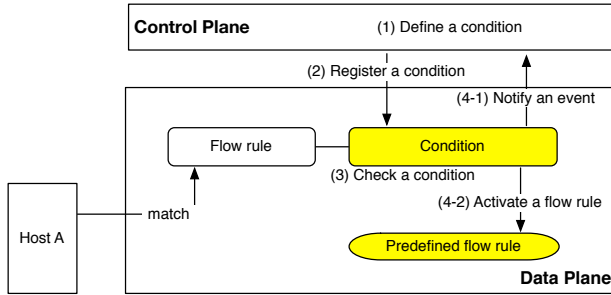 Control Plane
(1) Define a condition
(2) Register a condition
(4-1) Notify an event
Flow rule
Condition
(3) Check a condition
match
(4-2) Activate a flow rule
Host A
Predefined flow rule
Data Plane